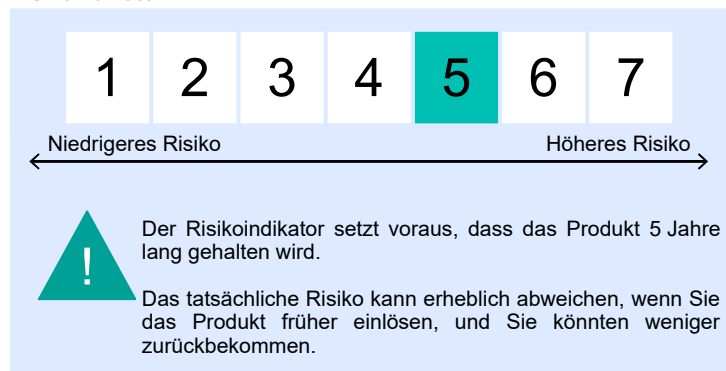 1 2 3 4 5 6 7
Niedrigeres Risiko Höheres Risiko
!
Der Risikoindikator setzt voraus, dass das Produkt 5 Jahre
lang gehalten wird.
Das tatsächliche Risiko kann erheblich abweichen, wenn Sie
das Produkt früher einlösen, und Sie könnten weniger
zurückbekommen.